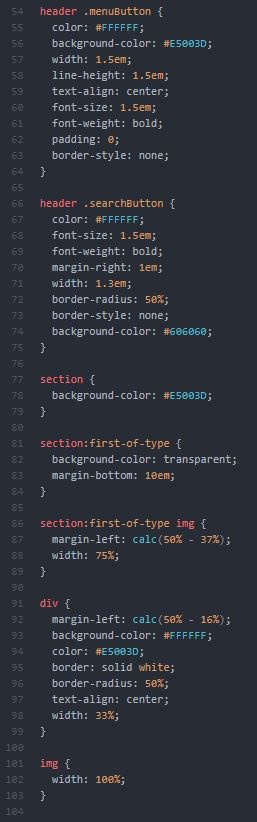 54 header .menuButton {
55 color: #FFFFFF;
56 background-color: #E5003D;
57 width: 1.5em;
58 line-height: 1.5em;
59 text-align: center;
60 font-size: 1.5em;
61 font-weight: bold;
62 padding: 0;
63 border-style: none;
64 }
65
66 header .searchButton {
67 color: #FFFFFF;
68 font-size: 1.5em;
69 font-weight: bold;
70 margin-right: 1em;
71 width: 1.3em;
72 border-radius: 50%;
73 border-style: none;
74 background-color: #606060;
75 }
76
77 section {
78 background-color: #E5003D;
79 }
80
81 section:first-of-type {
82 background-color: transparent;
83 margin-bottom: 10em;
84 }
85
86 section:first-of-type img {
87 margin-left: calc(50% - 37%);
88 width: 75%;
89 }
90
91 div {
92 margin-left: calc(50% - 16%);
93 background-color: #FFFFFF;
94 color: #E5003D;
95 border: solid white;
96 border-radius: 50%;
97 text-align: center;
98 width: 33%;
99 }
100
101 img {
102 width: 100%;
103 }
104